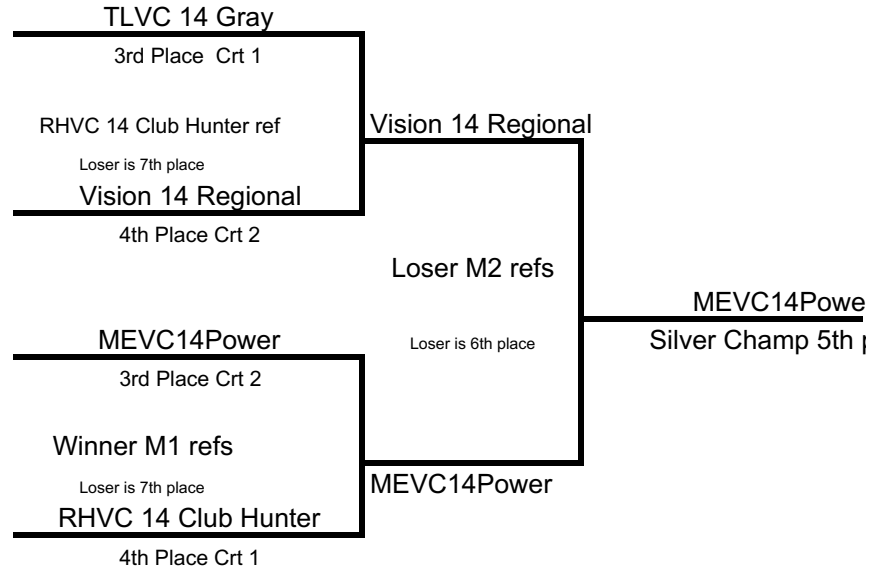 TLVC 14 Gray
3rd Place Crt 1
RHVC 14 Club Hunter ref
Vision 14 Regional
Loser is 7th place
Vision 14 Regional
4th Place Crt 2
Loser M2 refs
MEVC14Powe
MEVC14Power
Loser is 6th place
Silver Champ 5th
3rd Place Crt 2
Winner M1 refs
Loser is 7th place
MEVC14Power
RHVC 14 Club Hunter
4th Place Crt 1